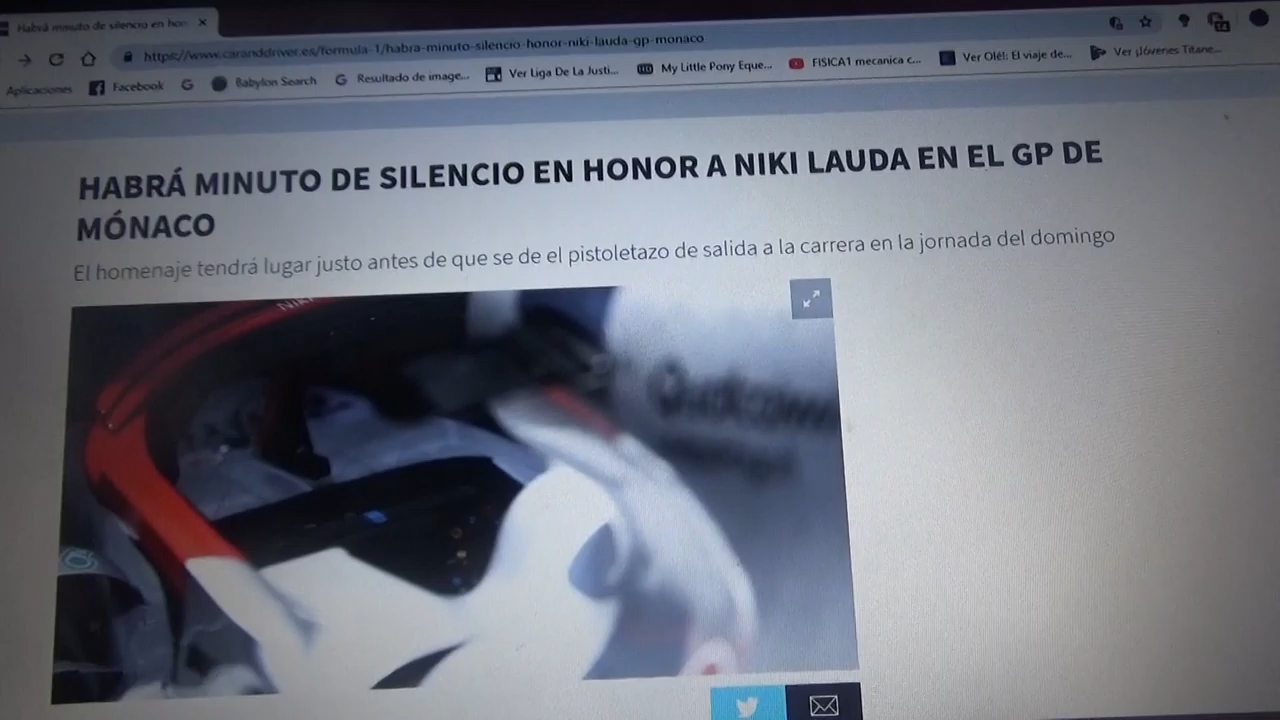 Habrá minuto de silencio en hon
https://www.caranddriver.es/formula-1/habra-minuto-silencio-honor-niki-lauda-gp-monaco
Aplicaciones Facebook Babylon Search Resultado de image... Ver Liga De La Justi... My Little Pony Eque... FISICA1 mecanica c... Ver Olé!: El viaje de... Ver ¡Jóvenes Titane...
HABRÁ MINUTO DE SILENCIO EN HONOR A NIKI LAUDA EN EL GP DE
MÓNACO
El homenaje tendrá lugar justo antes de que se de el pistoletazo de salida a la carrera en la jornada del domingo
NIKI